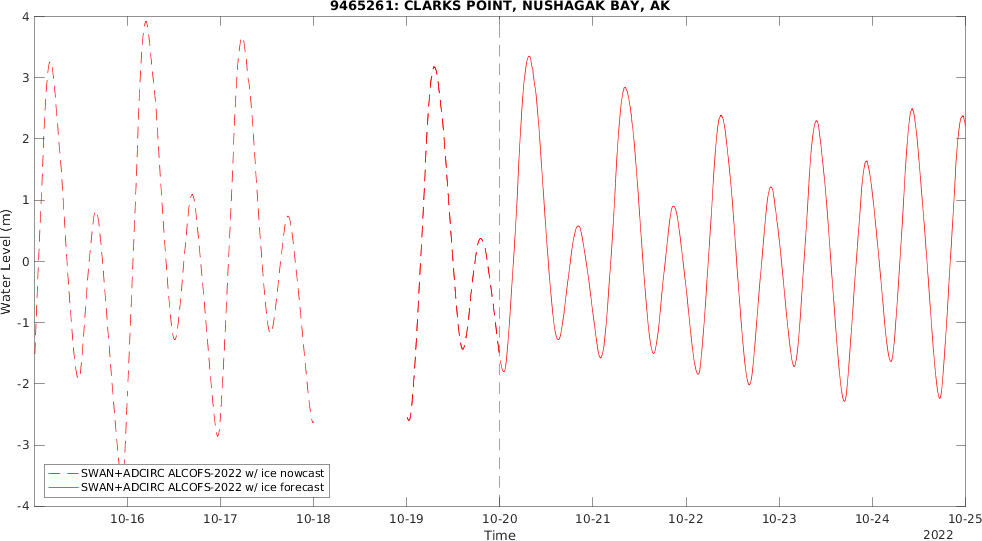 9465261: CLARKS POINT, NUSHAGAK BAY, AK
4
3
2
1
0
-1
-2
-3
-4
Water Level (m)
SWAN+ADCIRC ALCOFS-2022 w/ ice nowcast
SWAN+ADCIRC ALCOFS-2022 w/ ice forecast
10-16 10-17 10-18 10-19 10-20 10-21 10-22 10-23 10-24 10-25
Time
2022